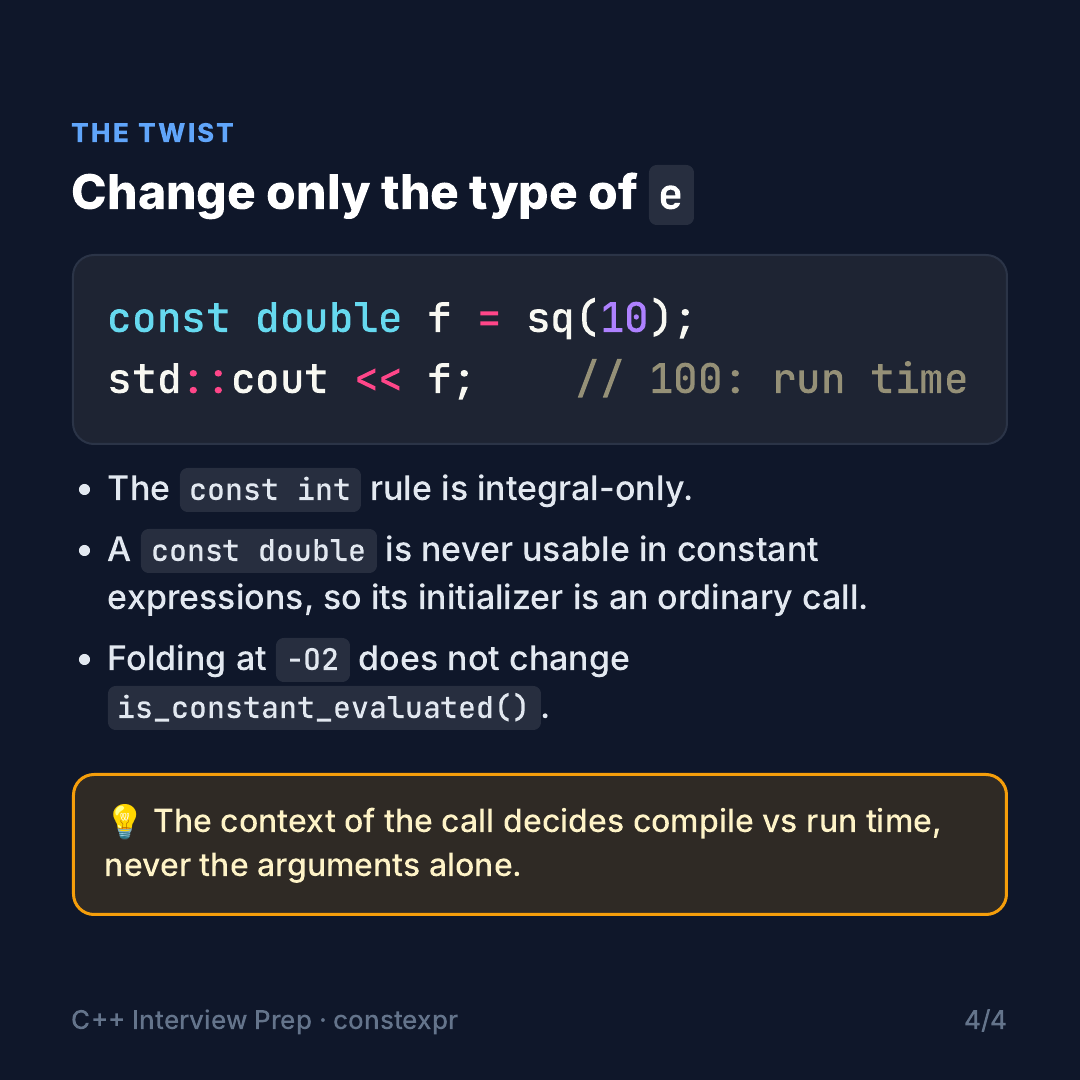 THE TWIST
Change only the type of e
const double f = sq(10);
std::cout << f;    // 100: run time
• The const int rule is integral-only.
• A const double is never usable in constant
expressions, so its initializer is an ordinary call.
• Folding at -O2 does not change
is_constant_evaluated().
💡 The context of the call decides compile vs run time,
never the arguments alone.
C++ Interview Prep · constexpr
4/4